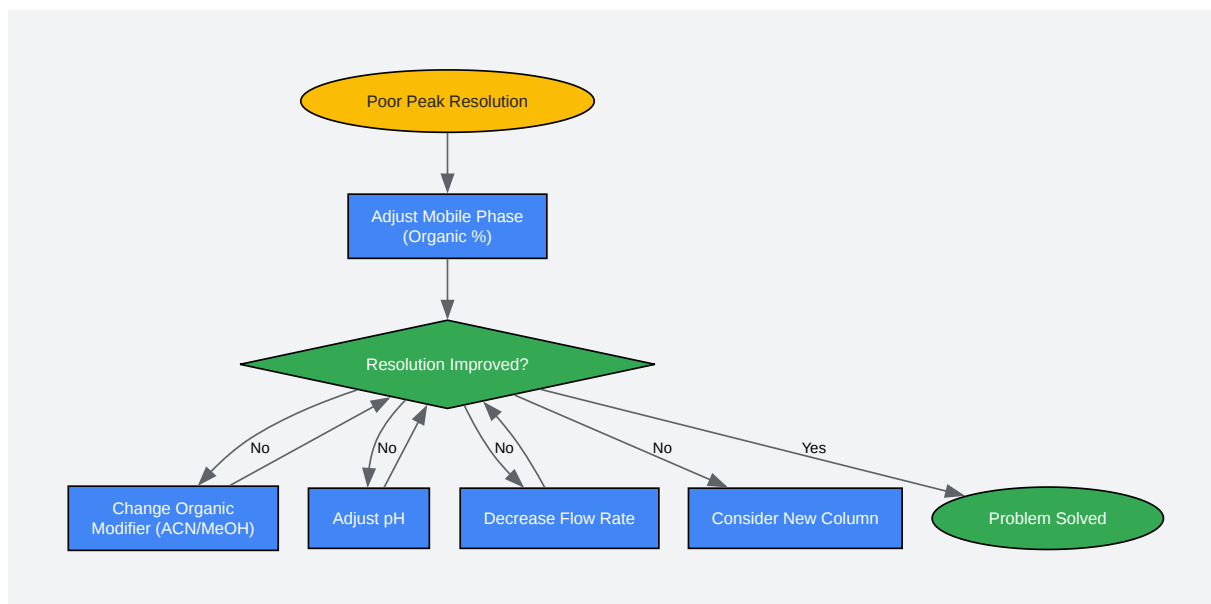 Poor Peak Resolution
Adjust Mobile Phase
(Organic %)
Resolution Improved?
No
No
No
No
Yes
Change Organic
Modifier (ACN/MeOH)
Adjust pH
Decrease Flow Rate
Consider New Column
Problem Solved